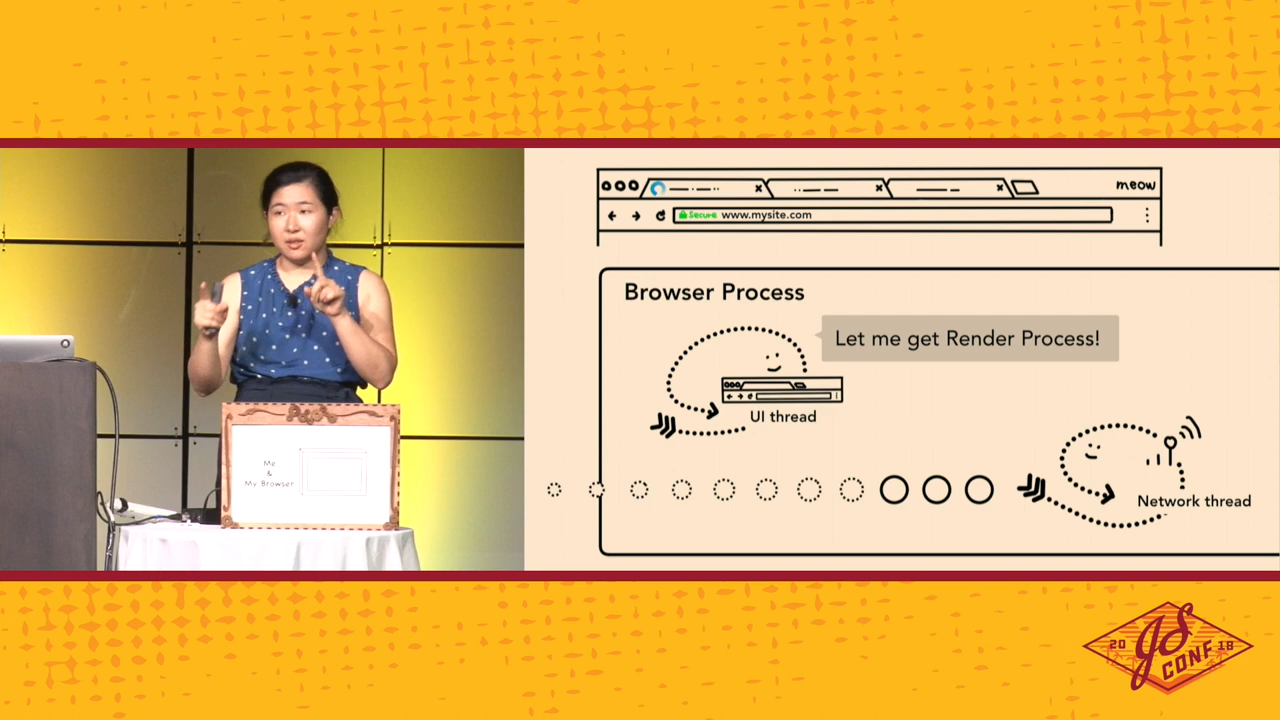 Me
&
My Browser
meow
Secure www.mysite.com
Browser Process
Let me get Render Process!
UI thread
Network thread
20 JS CONF 18